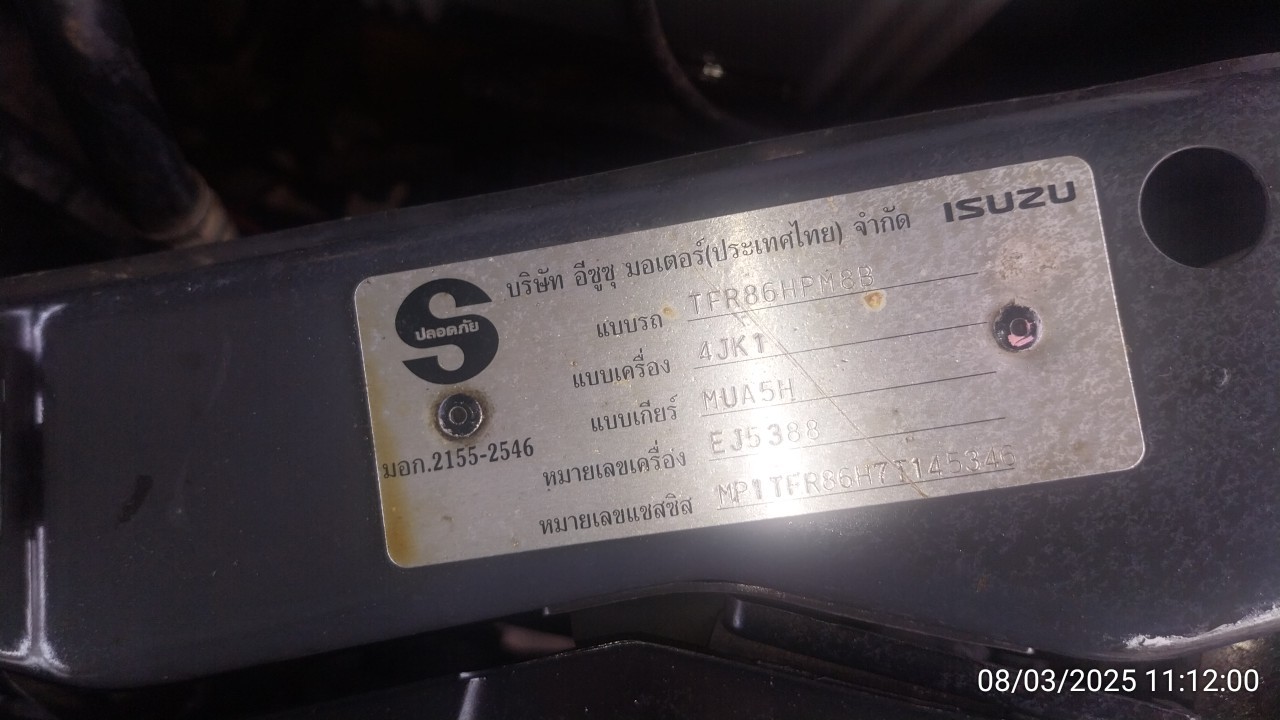 บริษัท อีซูซุ มอเตอร์(ประเทศไทย) จำกัด ISUZU
ปลอดภัย
แบบรถ TFR86HPM8B
แบบเครื่อง 4JK1
แบบเกียร์ MUA5H
มอก.2155-2546
หมายเลขเครื่อง EJ5388
หมายเลขแชสซิส MP1TFR86H7T145346
08/03/2025 11:12:00